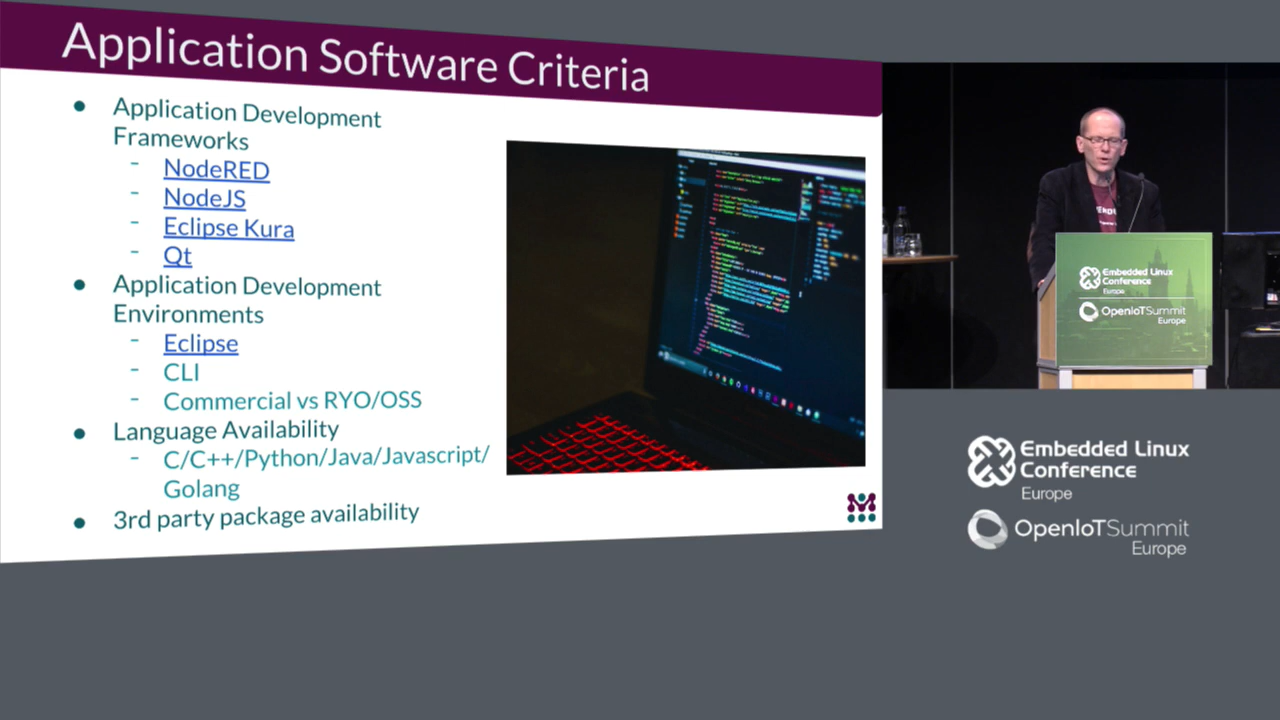 Application Software Criteria
● Application Development
Frameworks
- NodeRED
- NodeJS
- Eclipse Kura
- Qt
● Application Development
Environments
- Eclipse
- CLI
- Commercial vs RYO/OSS
● Language Availability
- C/C++/Python/Java/Javascript/
Golang
● 3rd party package availability
Embedded Linux
Conference
Europe
OpenIoTSummit
Europe
Embedded Linux
Conference
Europe
OpenIoTSummit
Europe